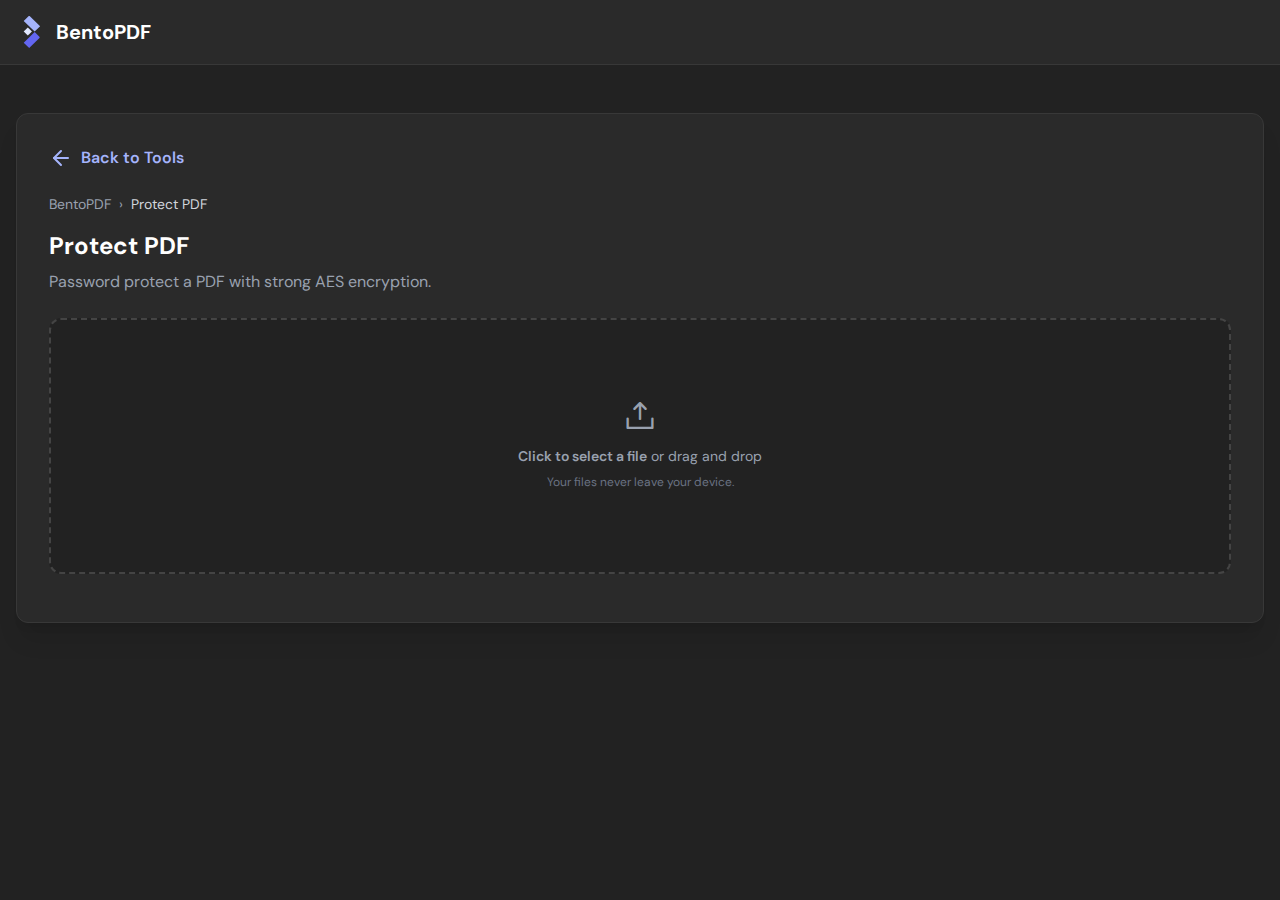 BentoPDF
Back to Tools
BentoPDF › Protect PDF
Protect PDF
Password protect a PDF with strong AES encryption.
Click to select a file or drag and drop
Your files never leave your device.